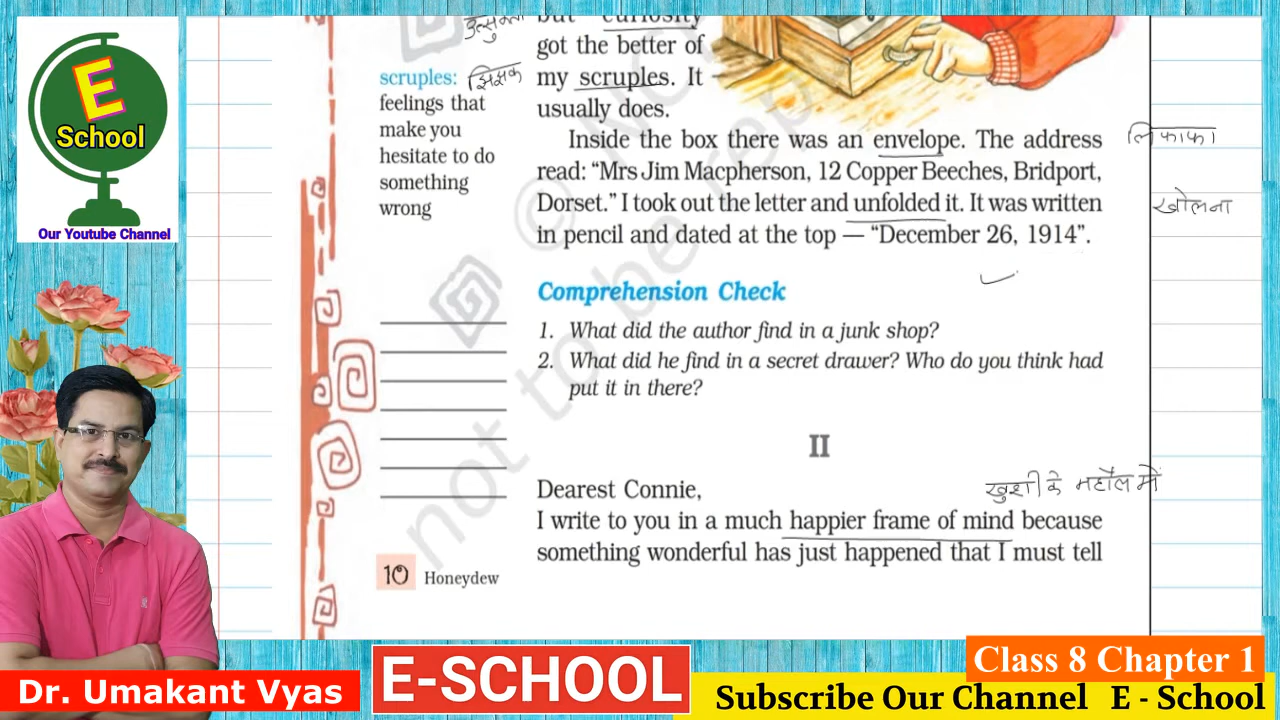 E
School
Our Youtube Channel
but curiosity
got the better of
my scruples. It
usually does.
Inside the box there was an envelope. The address
read: “Mrs Jim Macpherson, 12 Copper Beeches, Bridport,
Dorset.” I took out the letter and unfolded it. It was written
in pencil and dated at the top — “December 26, 1914”.
उत्सुकता
scruples: झिझक
feelings that
make you
hesitate to do
something
wrong
लिफाफा
खोलना
Comprehension Check
1. What did the author find in a junk shop?
2. What did he find in a secret drawer? Who do you think had
put it in there?
II
Dearest Connie,
खुशी के माहौल में
I write to you in a much happier frame of mind because
something wonderful has just happened that I must tell
10 Honeydew
not to be rep
Dr. Umakant Vyas
E-SCHOOL
Class 8 Chapter 1
Subscribe Our Channel E - School